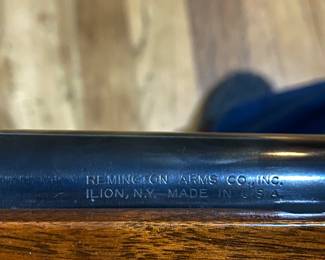 REMINGTON ARMS CO., INC.
ILION, N.Y. MADE IN U.S.A.